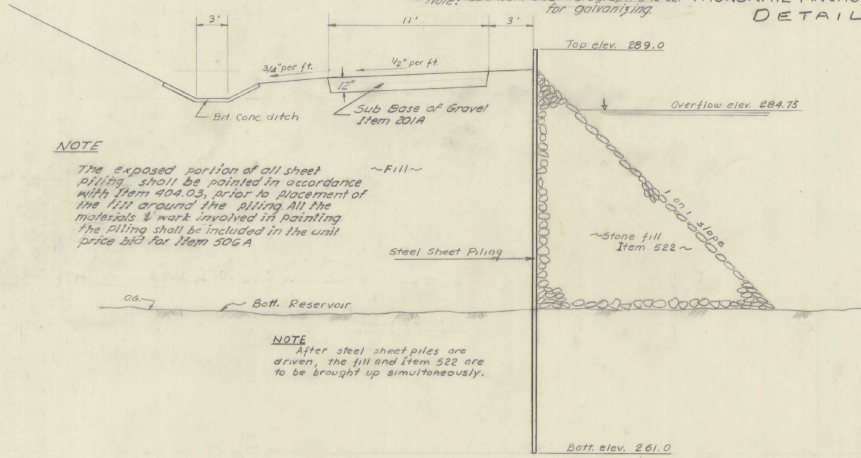 for galvanizing.
DETAIL
3'
11'
3'
Top elev. 289.0
3/4" per ft.
1/2" per ft.
12"
Overflow elev. 284.75
Bit. Conc. ditch
Sub Base of Gravel
Item 201A
NOTE
The exposed portion of all sheet
piling shall be painted in accordance
with Item 404.03, prior to placement of
the fill around the piling. All the
materials & work involved in painting
the piling shall be included in the unit
price bid for Item 506A
~Fill~
1 on 1 slope
~Stone fill
Item 522~
Steel Sheet Piling
O.G.
Bott. Reservoir
NOTE
After steel sheet piles are
driven, the fill and Item 522 are
to be brought up simultaneously.
Bott. elev. 261.0